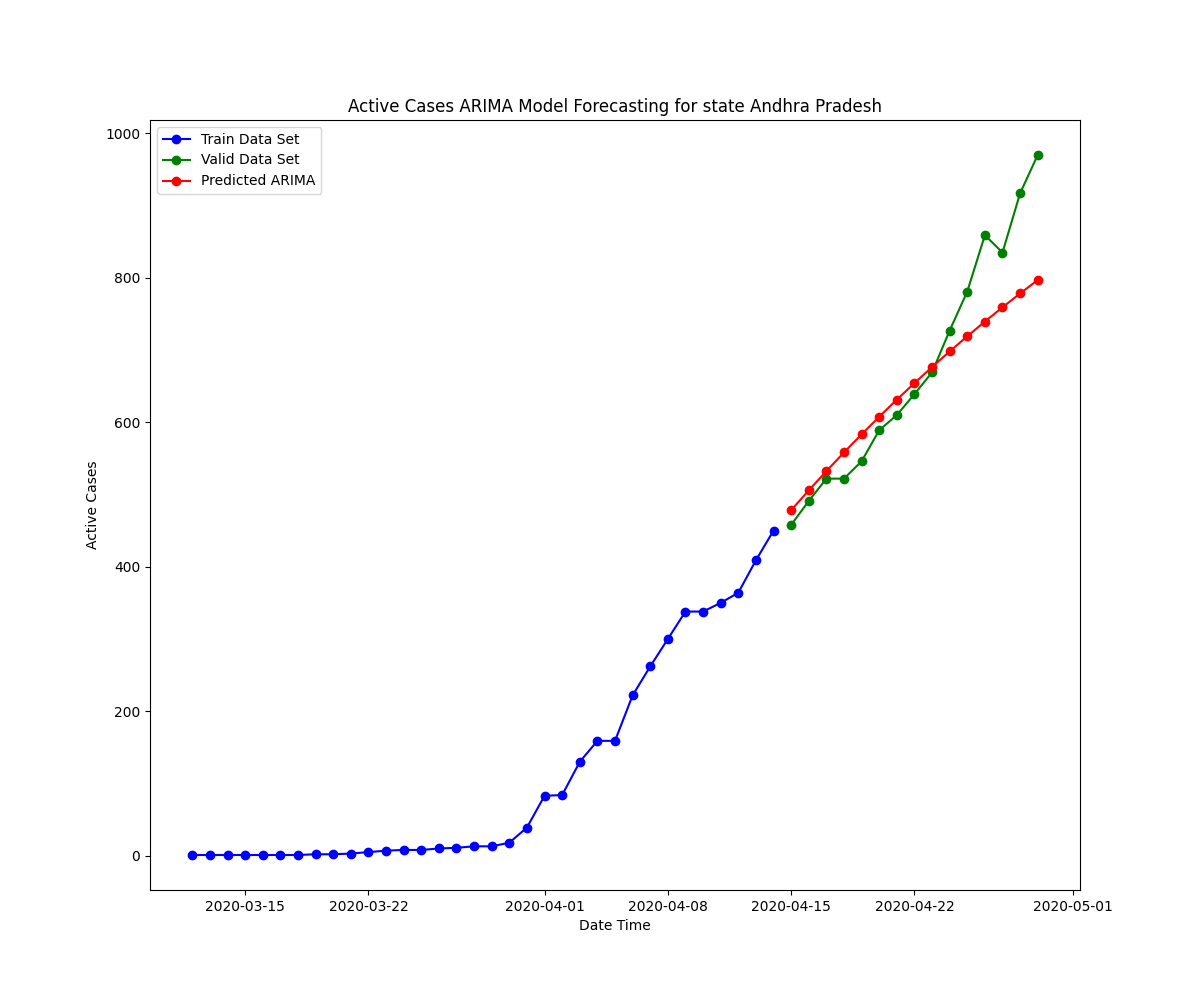 Active Cases ARIMA Model Forecasting for state Andhra Pradesh
Train Data Set
Valid Data Set
Predicted ARIMA
1000
800
600
400
200
0
Active Cases
2020-03-15 2020-03-22 2020-04-01 2020-04-08 2020-04-15 2020-04-22 2020-05-01
Date Time